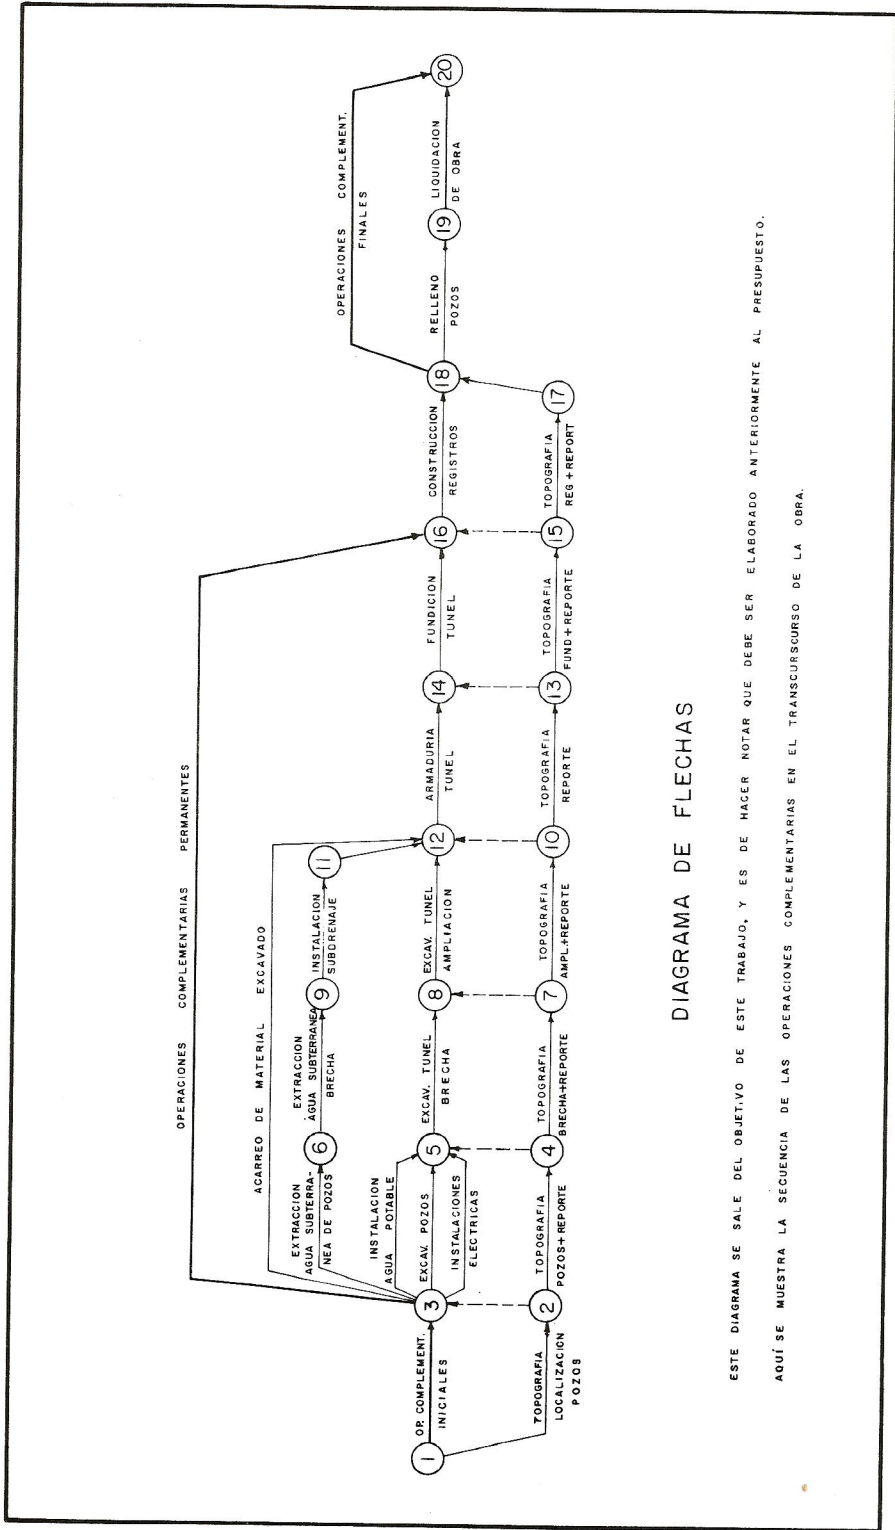 OPERACIONES COMPLEMENTARIAS PERMANENTES
OPERACIONES COMPLEMENT.
FINALES
ACARREO DE MATERIAL EXCAVADO
EXTRACCION
AGUA SUBTERRA-
NEA DE POZOS
6
EXTRACCION
AGUA SUBTERRANEA
BRECHA
9
INSTALACION
SUBDRENAJE
11
INSTALACION
AGUA POTABLE
1
OP. COMPLEMENT.
INICIALES
3
EXCAV. POZOS
INSTALACIONES
ELECTRICAS
5
EXCAV. TUNEL
BRECHA
8
EXCAV. TUNEL
AMPLIACION
12
ARMADURIA
TUNEL
14
FUNDICION
TUNEL
16
CONSTRUCCION
REGISTROS
18
RELLENO
POZOS
19
LIQUIDACION
DE OBRA
20
TOPOGRAFIA
LOCALIZACION
POZOS
2
TOPOGRAFIA
POZOS+REPORTE
4
TOPOGRAFIA
BRECHA+REPORTE
7
TOPOGRAFIA
AMPL.+REPORTE
10
TOPOGRAFIA
REPORTE
13
TOPOGRAFIA
FUND+REPORTE
15
TOPOGRAFIA
REG+REPORT
17
DIAGRAMA DE FLECHAS
ESTE DIAGRAMA SE SALE DEL OBJETIVO DE ESTE TRABAJO, Y ES DE HACER NOTAR QUE DEBE SER ELABORADO ANTERIORMENTE AL PRESUPUESTO.
AQUÍ SE MUESTRA LA SECUENCIA DE LAS OPERACIONES COMPLEMENTARIAS EN EL TRANSCURSCURSO DE LA OBRA.